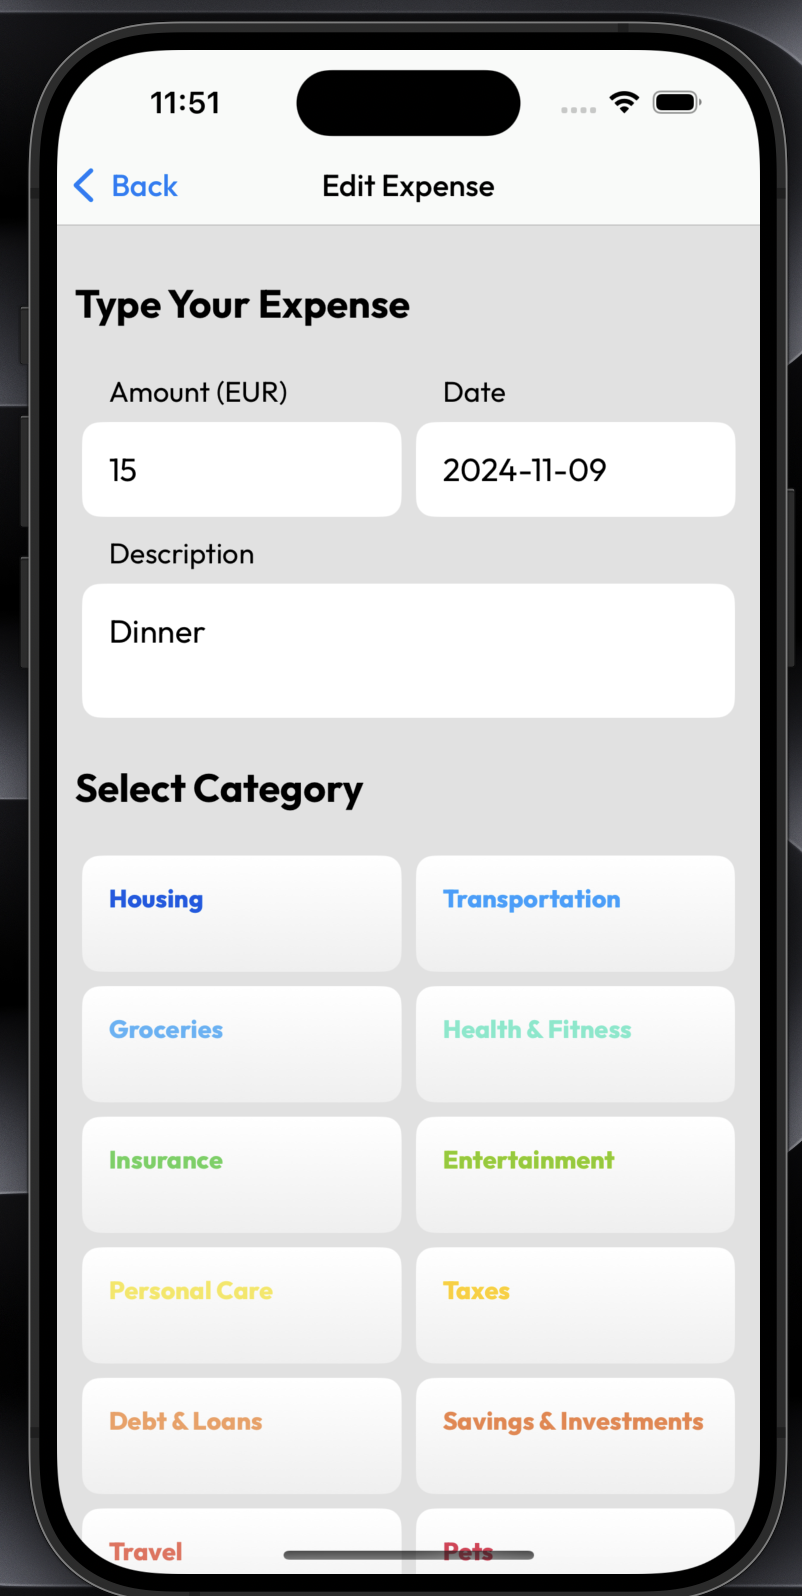 11:51
Back Edit Expense
Type Your Expense
Amount (EUR) Date
15 2024-11-09
Description
Dinner
Select Category
Housing Transportation
Groceries Health & Fitness
Insurance Entertainment
Personal Care Taxes
Debt & Loans Savings & Investments
Travel Pets